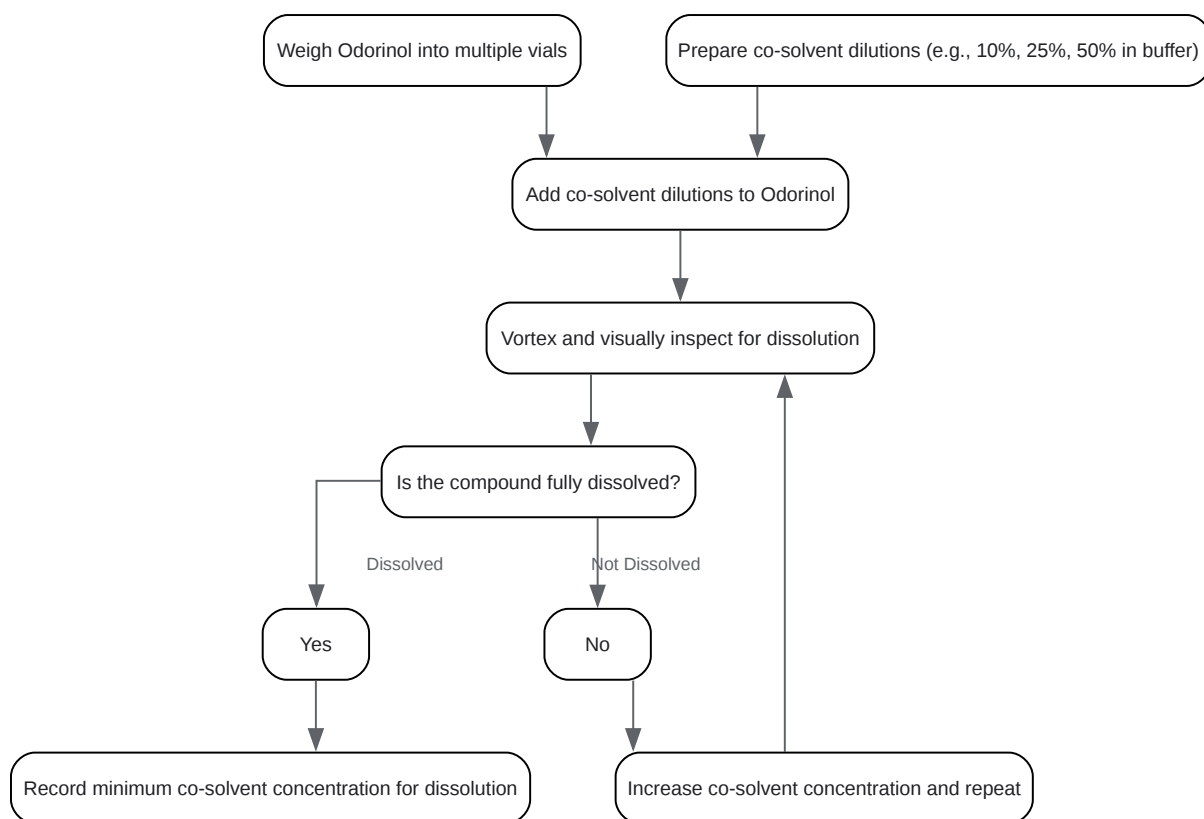 Weigh Odorinol into multiple vials
Prepare co-solvent dilutions (e.g., 10%, 25%, 50% in buffer)
Add co-solvent dilutions to Odorinol
Vortex and visually inspect for dissolution
Is the compound fully dissolved?
Dissolved
Not Dissolved
Yes
No
Record minimum co-solvent concentration for dissolution
Increase co-solvent concentration and repeat